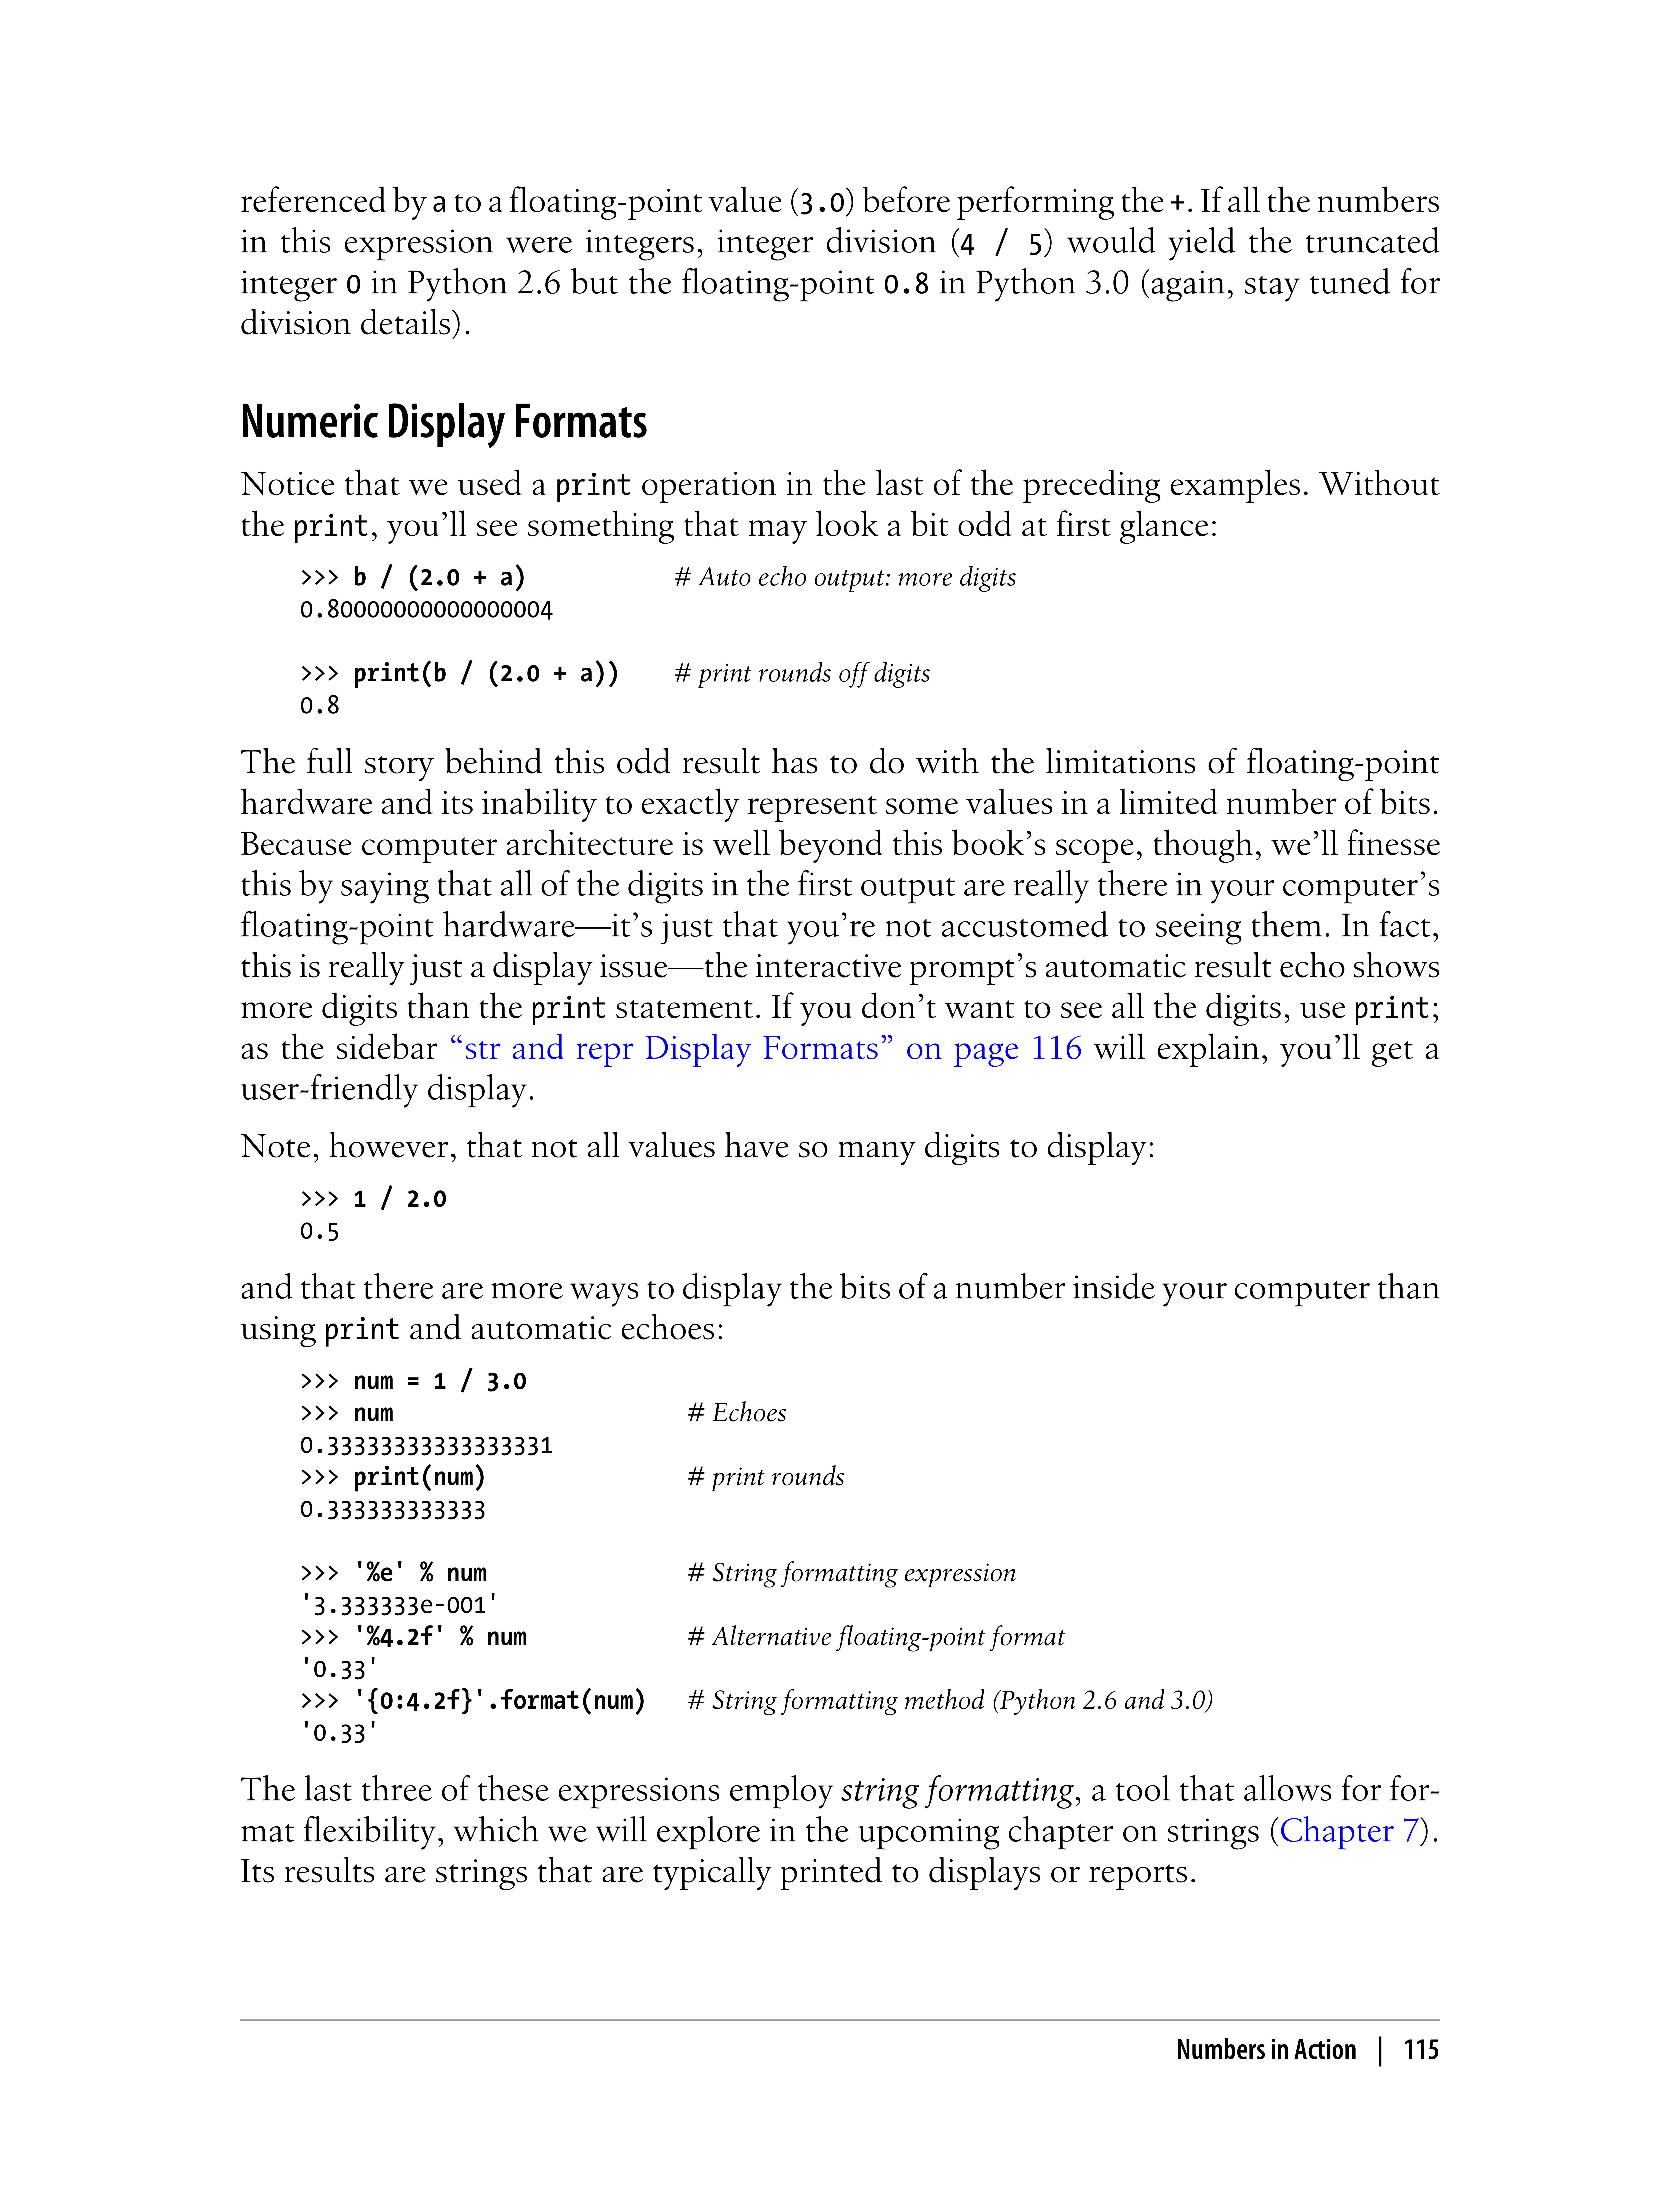 referenced by a to a floating-point value (3.0) before performing the +. If all the numbers
in this expression were integers, integer division (4 / 5) would yield the truncated
integer 0 in Python 2.6 but the floating-point 0.8 in Python 3.0 (again, stay tuned for
division details).
Numeric Display Formats
Notice that we used a print operation in the last of the preceding examples. Without
the print, you’ll see something that may look a bit odd at first glance:
>>> b / (2.0 + a) # Auto echo output: more digits
0.80000000000000004
>>> print(b / (2.0 + a)) # print rounds off digits
0.8
The full story behind this odd result has to do with the limitations of floating-point
hardware and its inability to exactly represent some values in a limited number of bits.
Because computer architecture is well beyond this book’s scope, though, we’ll finesse
this by saying that all of the digits in the first output are really there in your computer’s
floating-point hardware—it’s just that you’re not accustomed to seeing them. In fact,
this is really just a display issue—the interactive prompt’s automatic result echo shows
more digits than the print statement. If you don’t want to see all the digits, use print;
as the sidebar “str and repr Display Formats” on page 116 will explain, you’ll get a
user-friendly display.
Note, however, that not all values have so many digits to display:
>>> 1 / 2.0
0.5
and that there are more ways to display the bits of a number inside your computer than
using print and automatic echoes:
>>> num = 1 / 3.0
>>> num # Echoes
0.33333333333333331
>>> print(num) # print rounds
0.333333333333
>>> '%e' % num # String formatting expression
'3.333333e-001'
>>> '%4.2f' % num # Alternative floating-point format
'0.33'
>>> '{0:4.2f}'.format(num) # String formatting method (Python 2.6 and 3.0)
'0.33'
The last three of these expressions employ string formatting, a tool that allows for for-
mat flexibility, which we will explore in the upcoming chapter on strings (Chapter 7).
Its results are strings that are typically printed to displays or reports.
Numbers in Action | 115